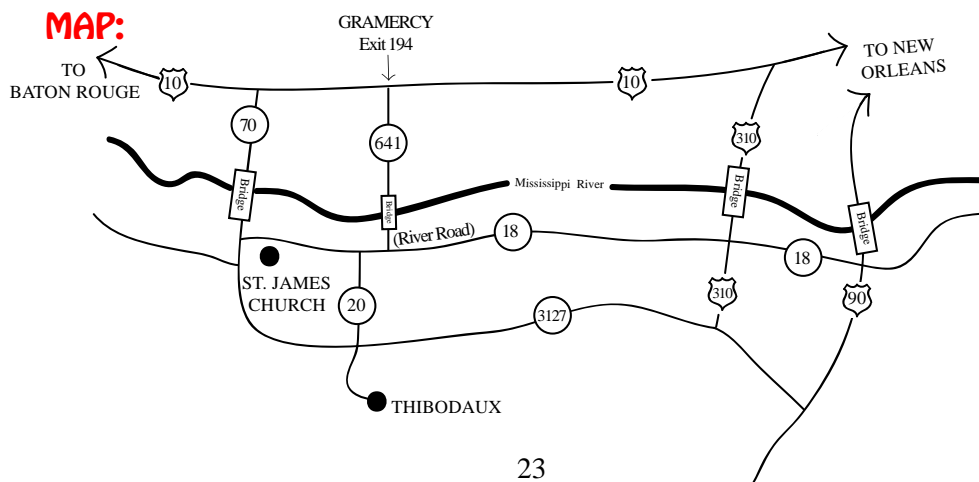 MAP:
GRAMERCY
Exit 194
TO
BATON ROUGE
10
10
TO NEW
ORLEANS
70
641
310
Bridge
Bridge
Bridge
Bridge
Mississippi River
(River Road)
18
18
ST. JAMES
CHURCH
20
310
90
3127
THIBODAUX
23